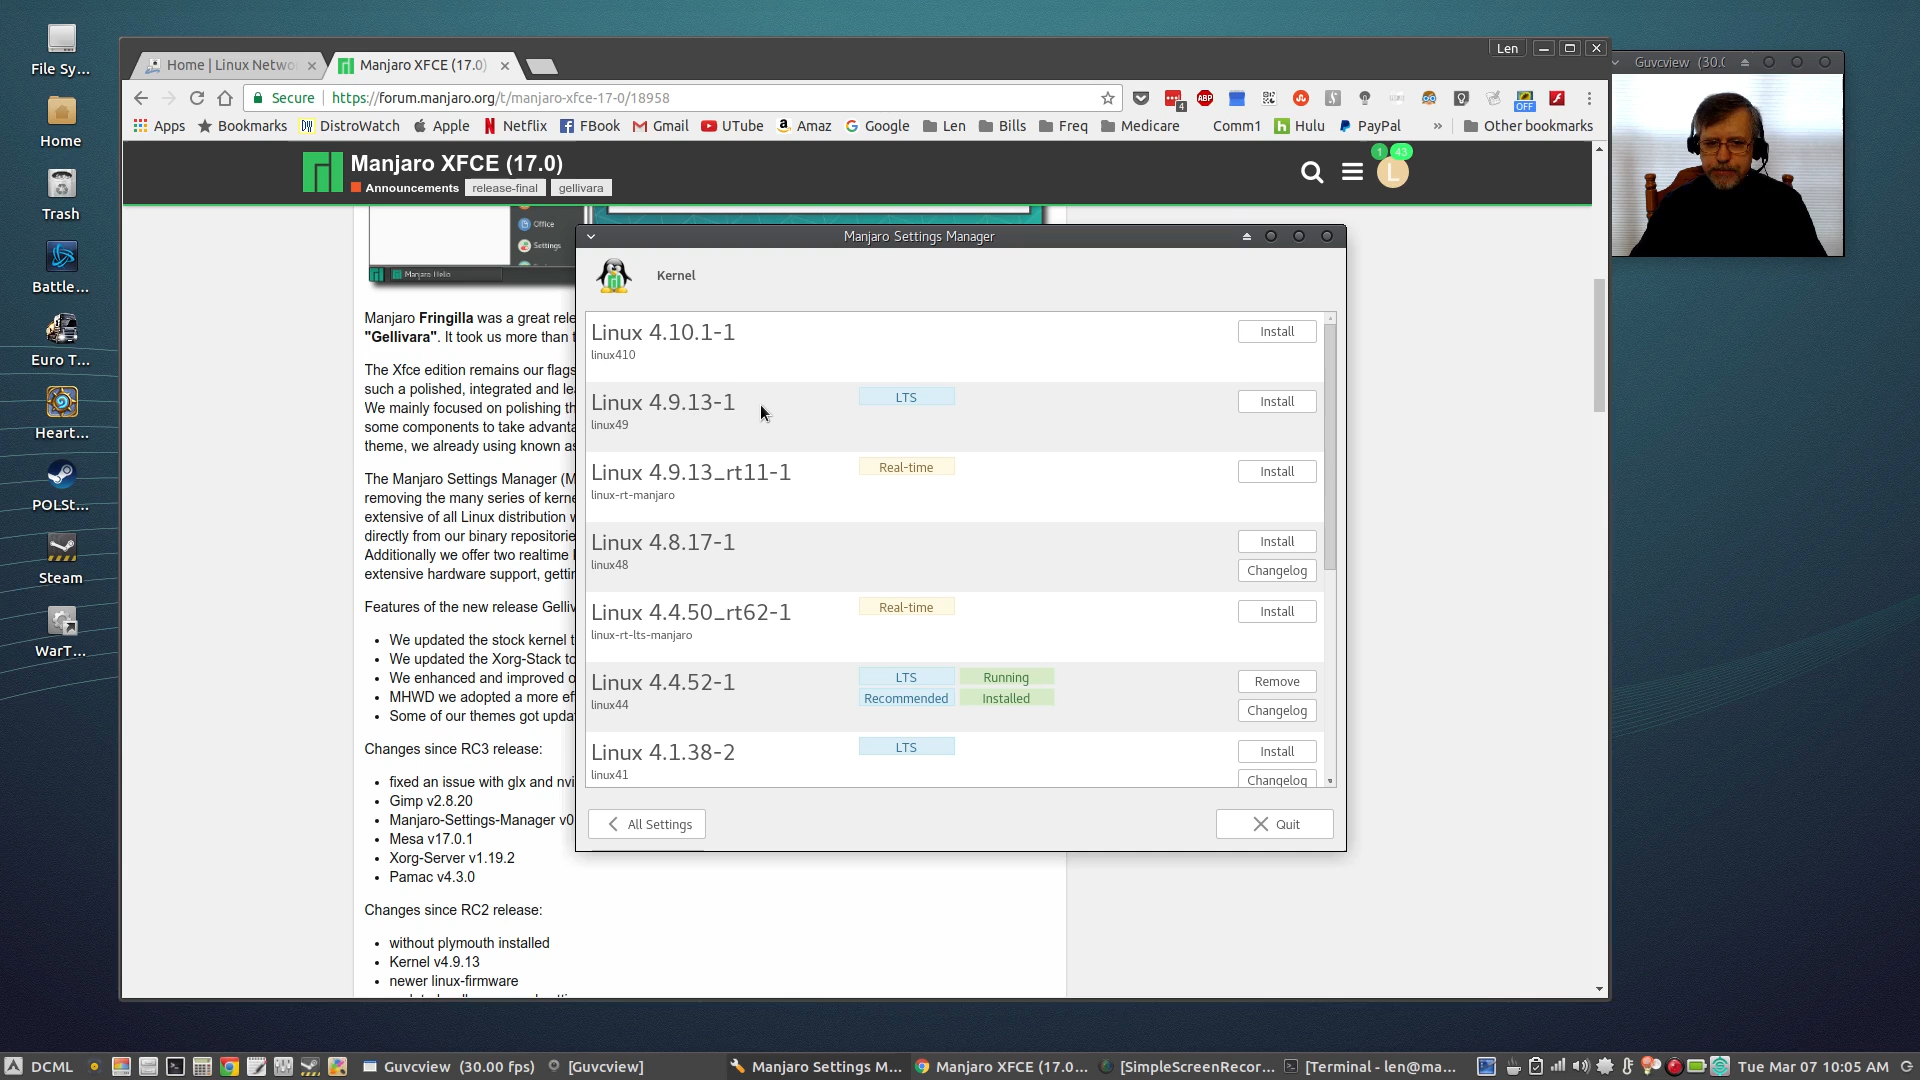 File Sy...
Home
Trash
Battle...
Euro T...
Heart...
POLSt...
Steam
WarT...
Home | Linux Netwo
Manjaro XFCE (17.0)
Len
Secure
https://forum.manjaro.org/t/manjaro-xfce-17-0/18958
4
ABP
OFF
Apps
Bookmarks
DistroWatch
Apple
Netflix
FBook
Gmail
UTube
Amaz
Google
Len
Bills
Freq
Medicare
Comm1
Hulu
PayPal
»
Other bookmarks
Guvcview (30.0
Manjaro XFCE (17.0)
Announcements
release-final
gellivara
1
43
L
Office
Settings
Manjaro Hello
Manjaro Fringilla was a great rele
"Gellivara". It took us more than t
The Xfce edition remains our flags
such a polished, integrated and le
We mainly focused on polishing th
some components to take advanta
theme, we already using known as
The Manjaro Settings Manager (M
removing the many series of kerne
extensive of all Linux distribution w
directly from our binary repositorie
Additionally we offer two realtime
extensive hardware support, gettin
Features of the new release Gelliv
We updated the stock kernel t
We updated the Xorg-Stack to
We enhanced and improved o
MHWD we adopted a more ef
Some of our themes got upda
Changes since RC3 release:
fixed an issue with glx and nvi
Gimp v2.8.20
Manjaro-Settings-Manager v0
Mesa v17.0.1
Xorg-Server v1.19.2
Pamac v4.3.0
Changes since RC2 release:
without plymouth installed
Kernel v4.9.13
newer linux-firmware
Manjaro Settings Manager
Kernel
Linux 4.10.1-1
linux410
Install
Linux 4.9.13-1
linux49
LTS
Install
Linux 4.9.13_rt11-1
linux-rt-manjaro
Real-time
Install
Linux 4.8.17-1
linux48
Install
Changelog
Linux 4.4.50_rt62-1
linux-rt-lts-manjaro
Real-time
Install
Linux 4.4.52-1
linux44
LTS
Running
Recommended
Installed
Remove
Changelog
Linux 4.1.38-2
linux41
LTS
Install
Changelog
All Settings
Quit
DCML
Guvcview (30.00 fps)
[Guvcview]
Manjaro Settings M...
Manjaro XFCE (17.0...
[SimpleScreenRecor...
[Terminal - len@ma...
Tue Mar 07 10:05 AM